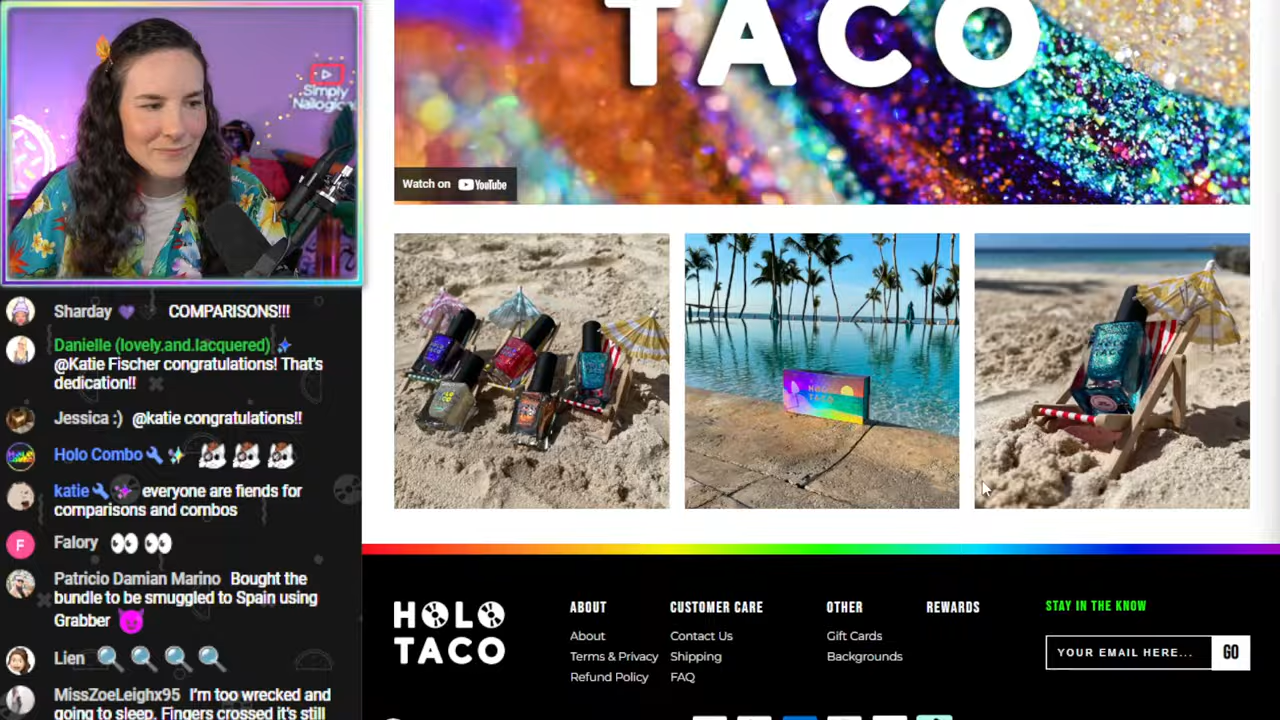 TACO
Watch on YouTube
Simply
Nailogical
Sharday COMPARISONS!!!
Danielle (lovely.and.lacquered)
@Katie Fischer congratulations! That's
dedication!!
Jessica :) @katie congratulations!!
Holo Combo
katie everyone are fiends for
comparisons and combos
F Falory
Patricio Damian Marino Bought the
bundle to be smuggled to Spain using
Grabber
Lien
MissZoeLeighx95 I'm too wrecked and
going to sleep. Fingers crossed it's still
HOLO
TACO
HOLO
TACO
ABOUT
About
Terms & Privacy
Refund Policy
CUSTOMER CARE
Contact Us
Shipping
FAQ
OTHER
Gift Cards
Backgrounds
REWARDS
STAY IN THE KNOW
YOUR EMAIL HERE... GO